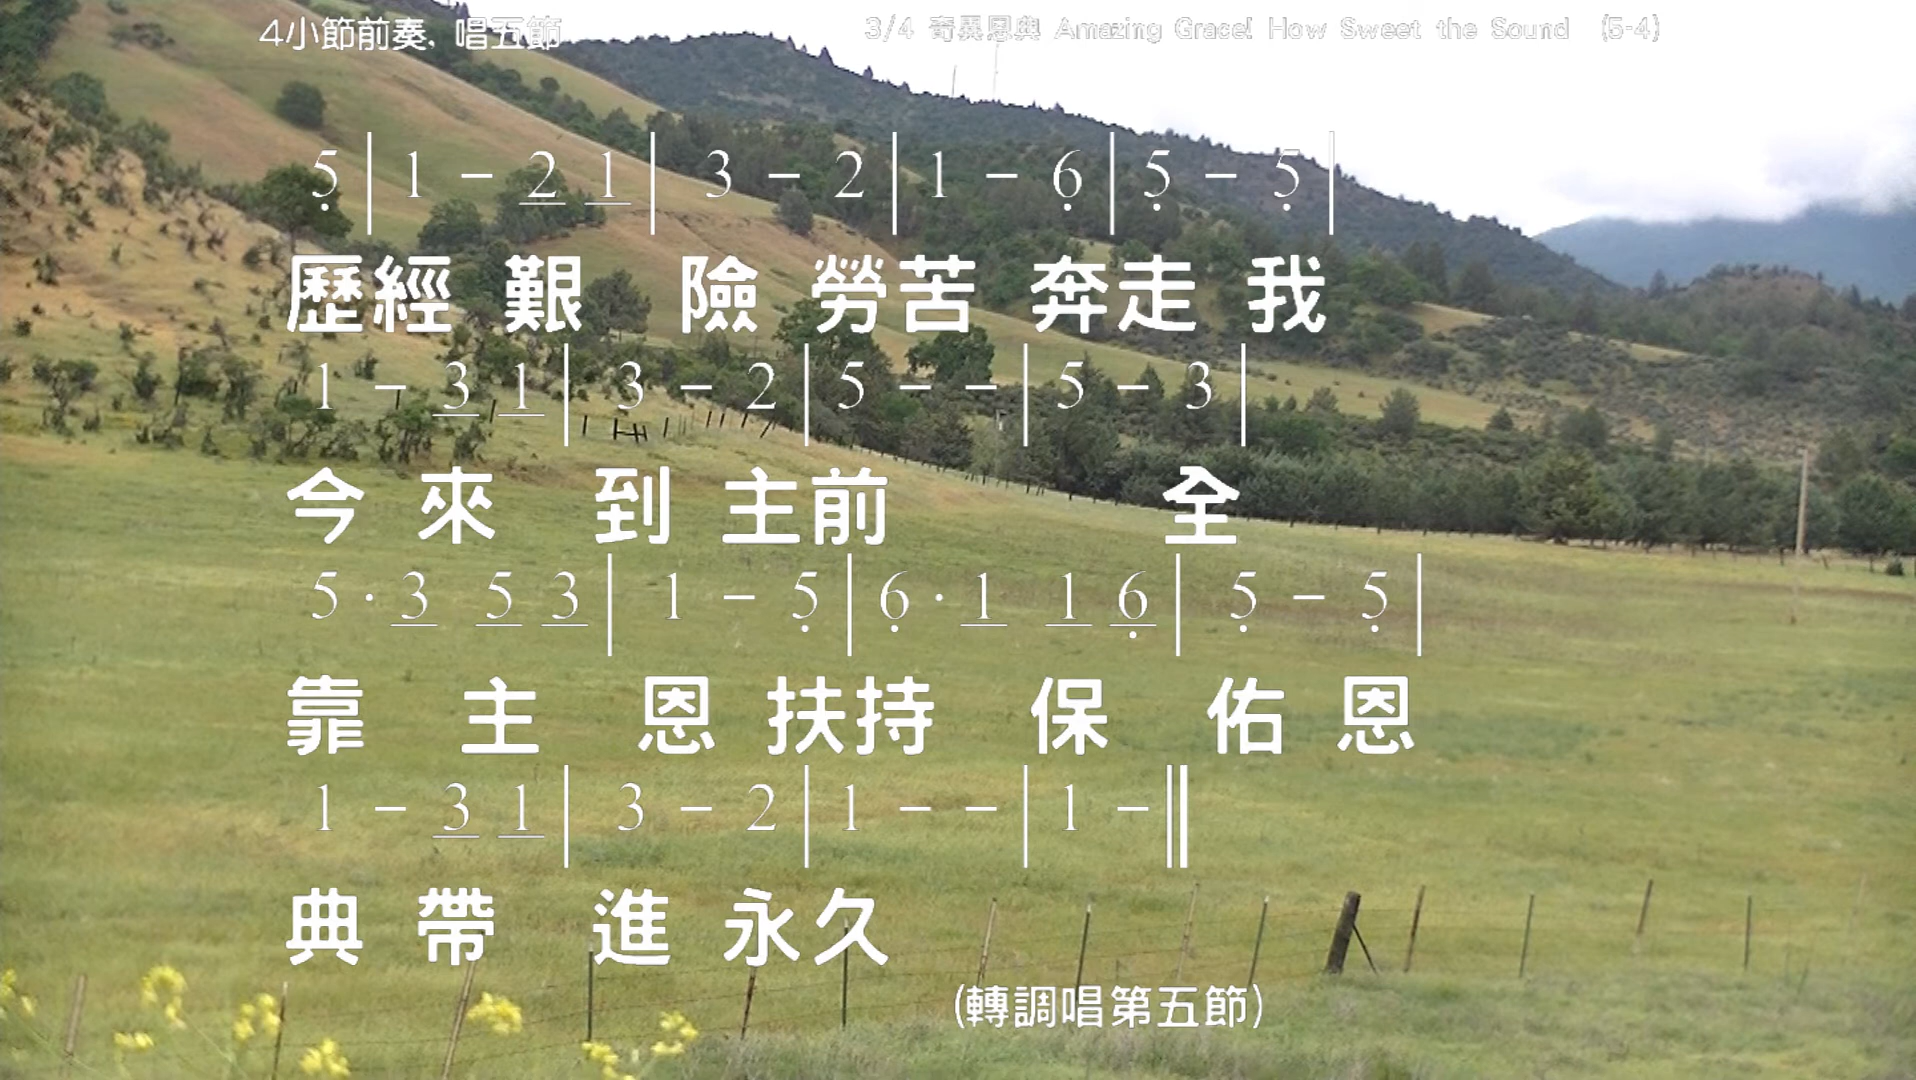 4小節前奏, 唱五節 3/4 奇異恩典 Amazing Grace! How Sweet the Sound (5-4)
5̣ | 1 - 2̲ 1̲ | 3 - 2 | 1 - 6̣ | 5̣ - 5̣ |
歷經 艱 險 勞苦 奔走 我
1 - 3̲ 1̲ | 3 - 2 | 5 - - | 5 - 3 |
今 來 到 主前 全
5 · 3̲ 5̲ 3̲ | 1 - 5̣ | 6̣ · 1̲ 1̲ 6̲̣ | 5̣ - 5̣ |
靠 主 恩 扶持 保 佑 恩
1 - 3̲ 1̲ | 3 - 2 | 1 - - | 1 - ‖
典 帶 進 永久
(轉調唱第五節)